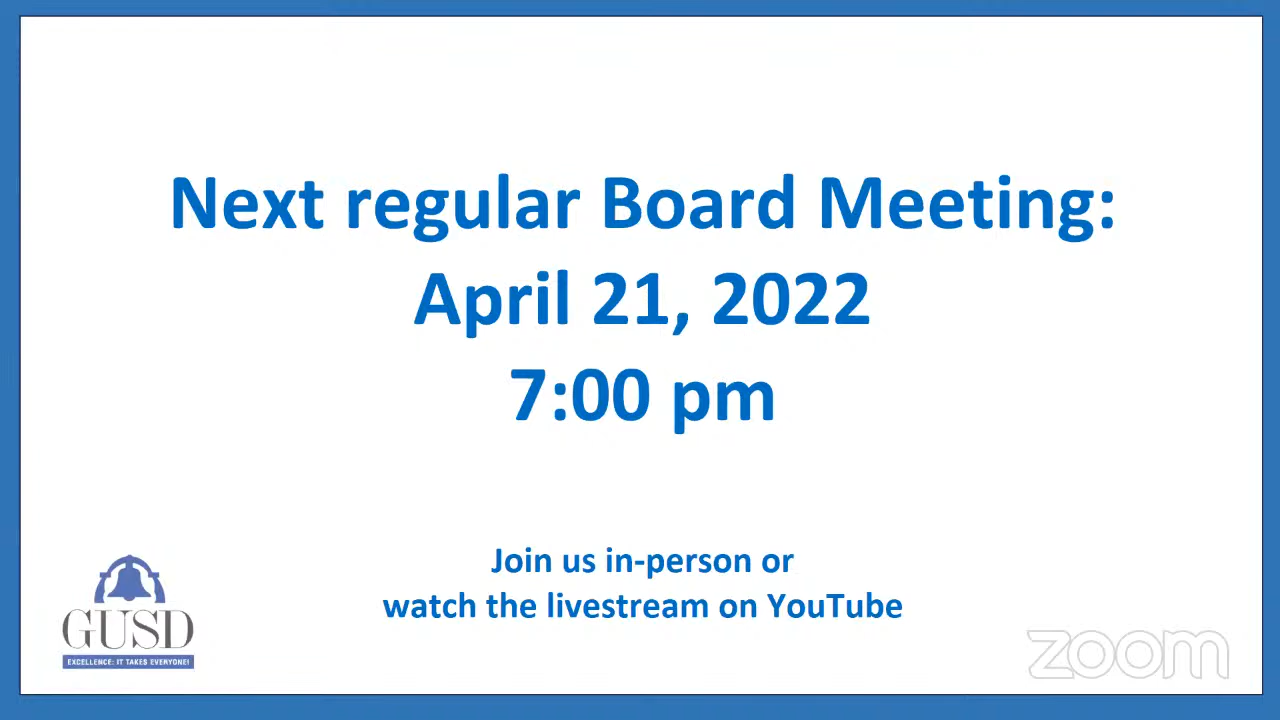 Next regular Board Meeting:
April 21, 2022
7:00 pm
Join us in-person or
watch the livestream on YouTube
GUSD
EXCELLENCE: IT TAKES EVERYONE!
zoom